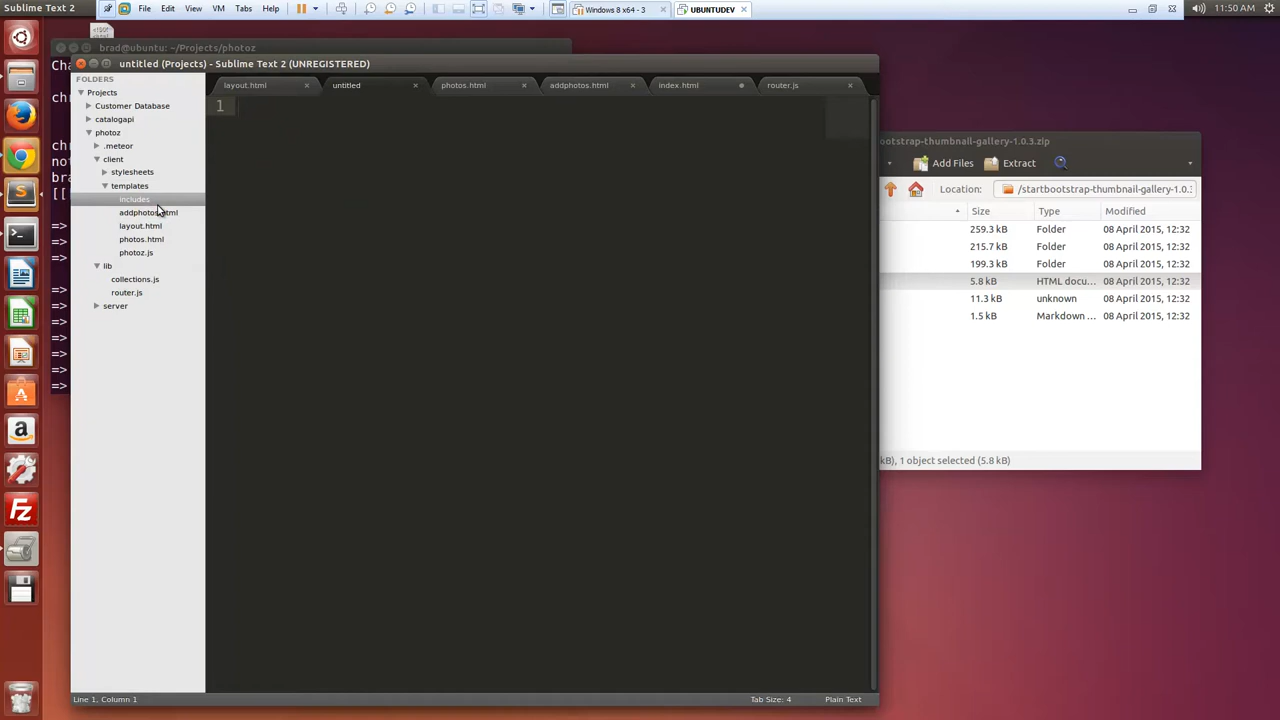 Sublime Text 2
File Edit View VM Tabs Help
Windows 8 x64 - 3
UBUNTUDEV
11:50 AM
brad@ubuntu: ~/Projects/photoz
untitled (Projects) - Sublime Text 2 (UNREGISTERED)
FOLDERS
Projects
Customer Database
catalogapi
photoz
.meteor
client
stylesheets
templates
includes
addphotos.html
layout.html
photos.html
photoz.js
lib
collections.js
router.js
server
layout.html
untitled
photos.html
addphotos.html
index.html
router.js
1
Cha
chr
chr
not
bra
[[
=>
=>
=>
=>
=>
=>
=>
=>
=>
=>
ootstrap-thumbnail-gallery-1.0.3.zip
Add Files
Extract
Location:
/startbootstrap-thumbnail-gallery-1.0.
Size Type Modified
259.3 kB Folder 08 April 2015, 12:32
215.7 kB Folder 08 April 2015, 12:32
199.3 kB Folder 08 April 2015, 12:32
5.8 kB HTML docu... 08 April 2015, 12:32
11.3 kB unknown 08 April 2015, 12:32
1.5 kB Markdown ... 08 April 2015, 12:32
kB), 1 object selected (5.8 kB)
Line 1, Column 1
Tab Size: 4
Plain Text